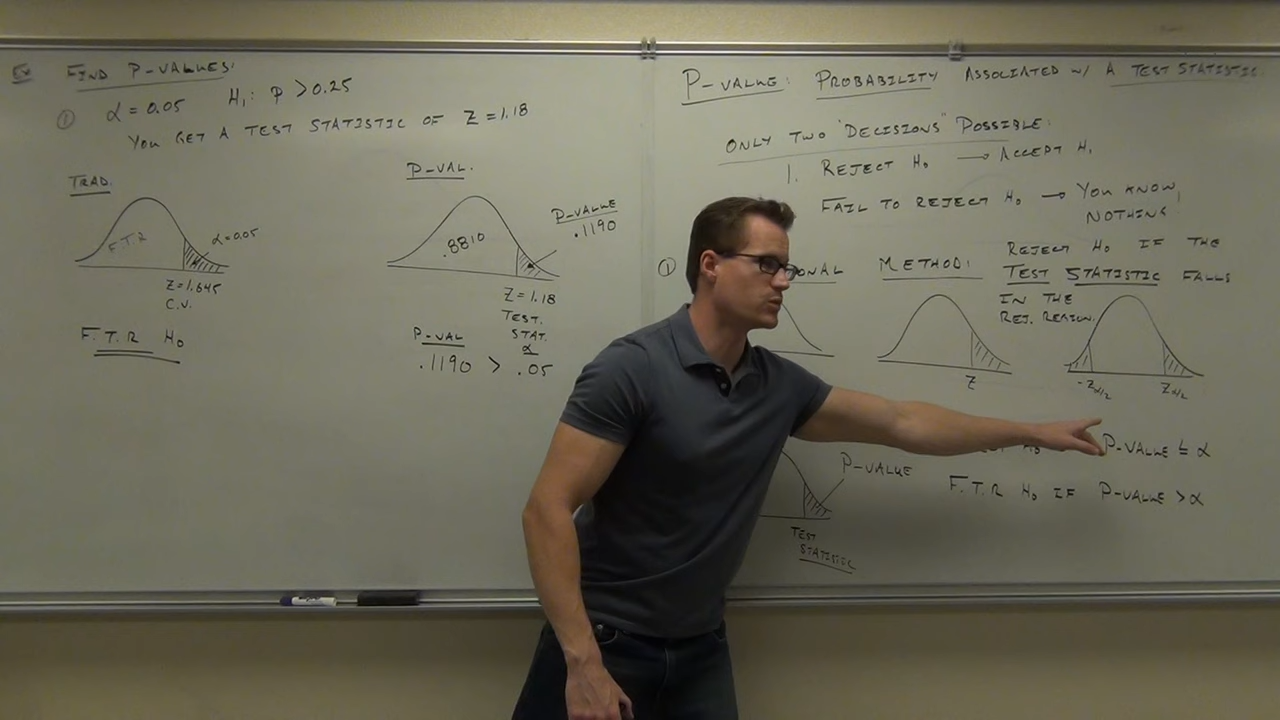 Ex FIND P-VALUES:
① α = 0.05 H₁: P > 0.25
YOU GET A TEST STATISTIC OF Z = 1.18
TRAD.
F.T.R
α = 0.05
Z = 1.645
C.V.
F.T.R H₀
P-VAL.
.8810
P-VALUE
.1190
Z = 1.18
TEST.
STAT.
P-VAL α
.1190 > .05
P-VALUE: PROBABILITY ASSOCIATED W/ A TEST STATISTIC.
ONLY TWO "DECISIONS" POSSIBLE:
1. REJECT H₀ → ACCEPT H₁
FAIL TO REJECT H₀ → YOU KNOW,
NOTHING!
① METHOD:
REJECT H₀ IF THE
TEST STATISTIC FALLS
IN THE
REJ. REGION.
Z
-Z α/2
Z α/2
P-VALUE ≤ α
F.T.R H₀ IF P-VALUE > α
P-VALUE
TEST
STATISTIC